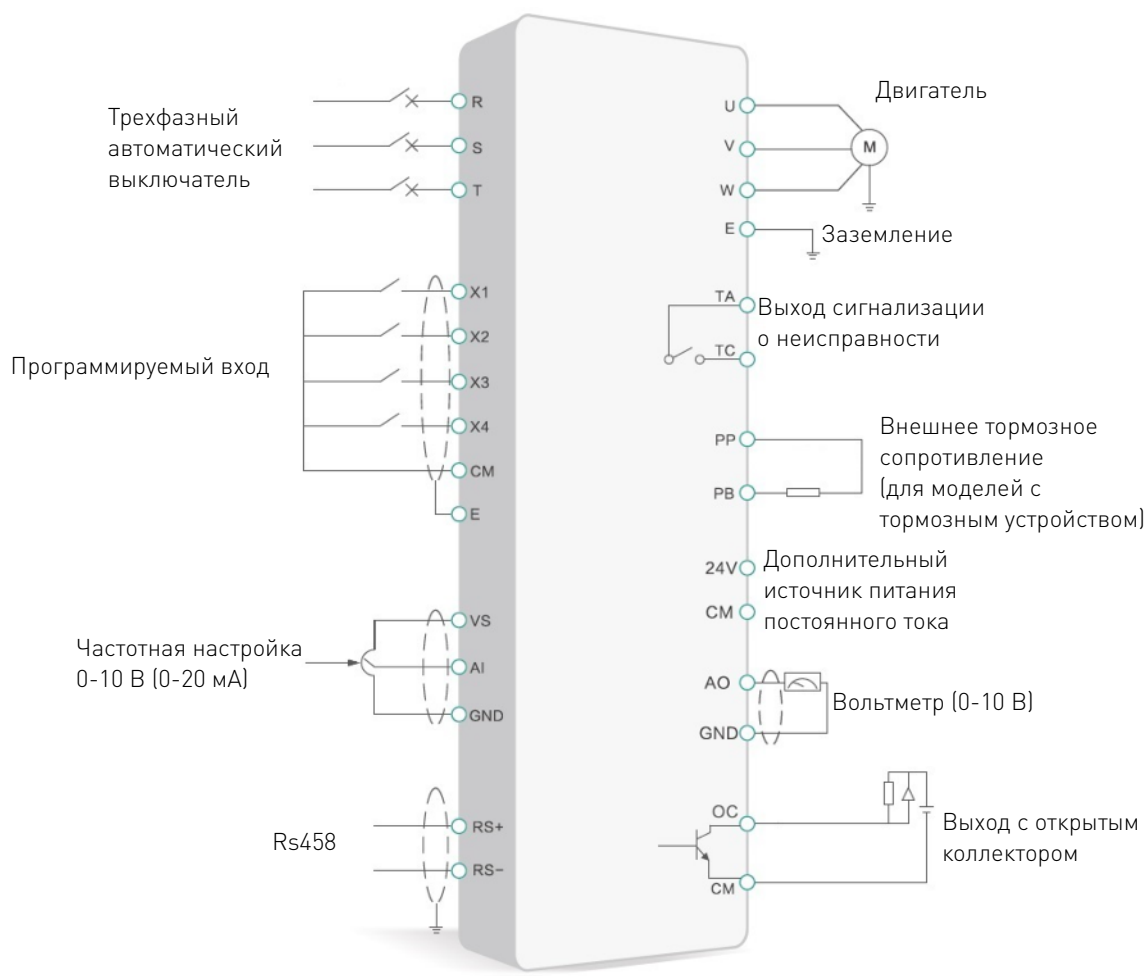 Трехфазный
автоматический
выключатель
R
S
T
Программируемый вход
X1
X2
X3
X4
CM
E
Частотная настройка
0-10 В (0-20 мА)
VS
AI
GND
Rs458
RS+
RS-
U
V
W
E
Двигатель
M
Заземление
TA
TC
Выход сигнализации
о неисправности
PP
PB
Внешнее тормозное
сопротивление
(для моделей с
тормозным устройством)
24V
CM
Дополнительный
источник питания
постоянного тока
AO
GND
Вольтметр (0-10 В)
OC
CM
Выход с открытым
коллектором